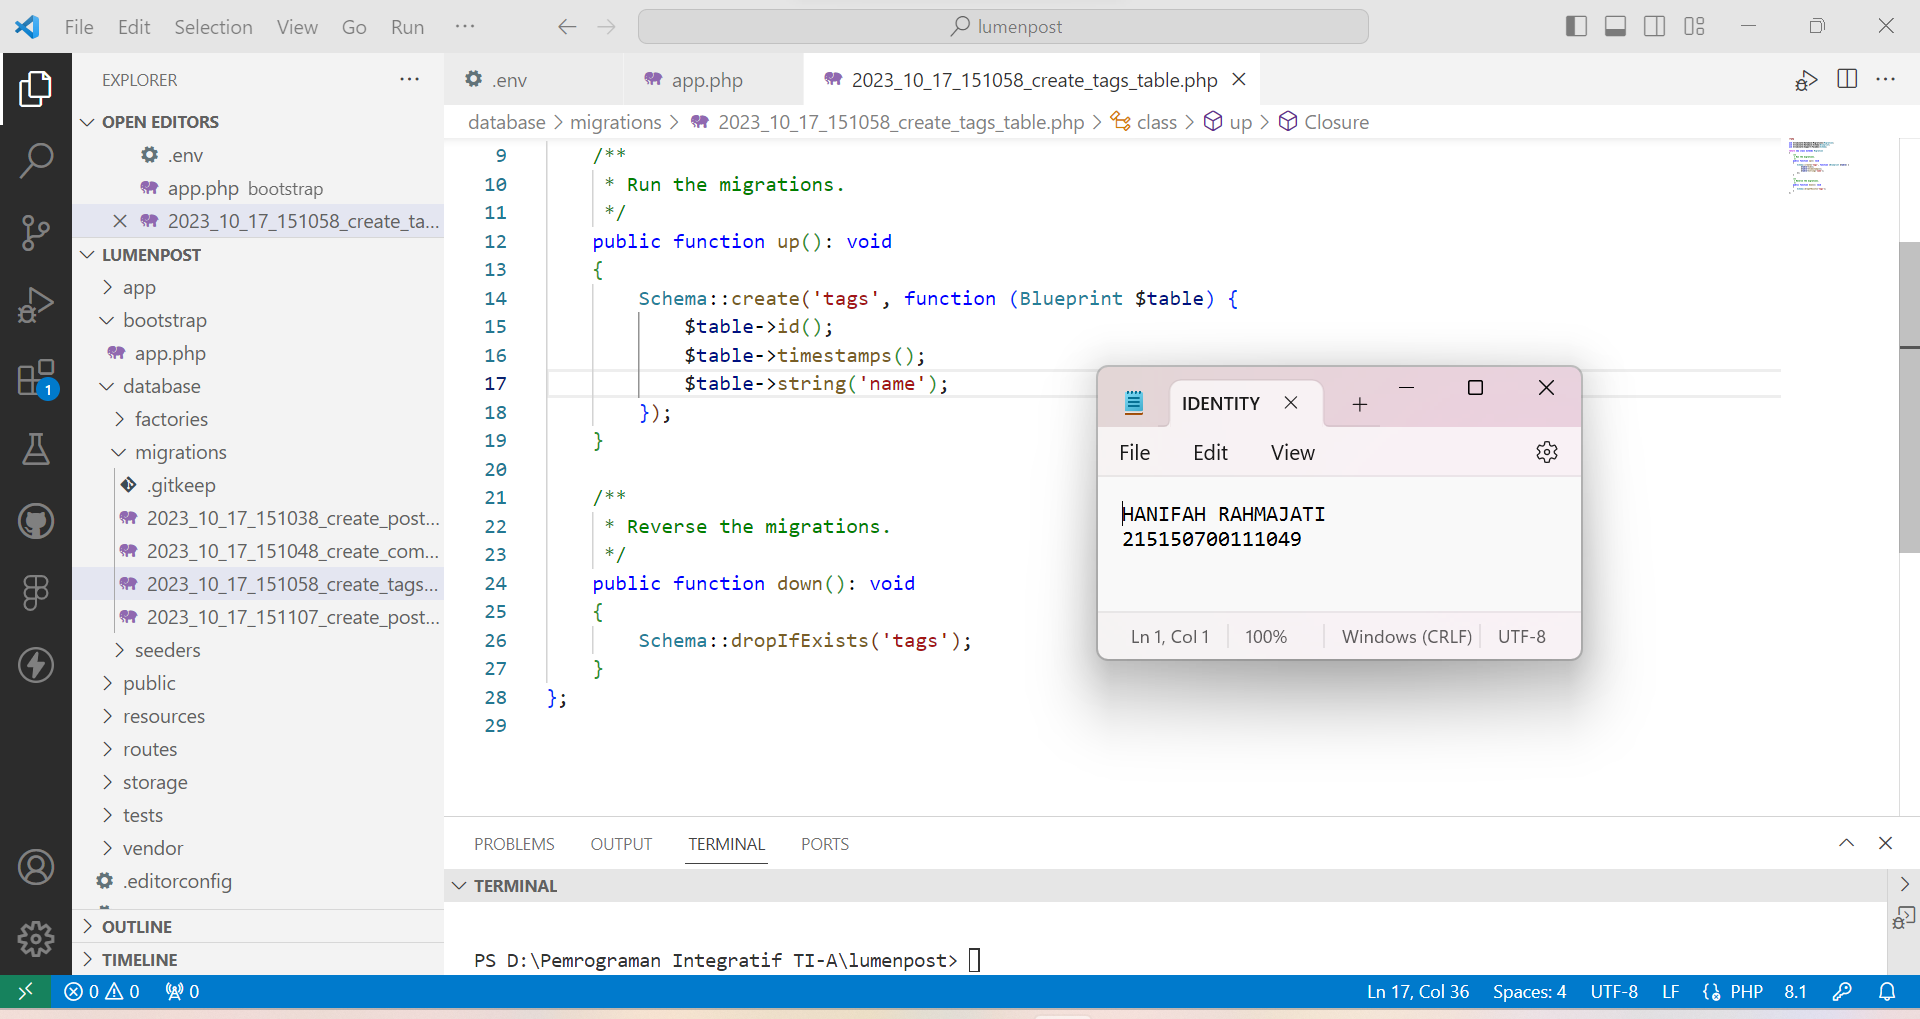 File Edit Selection View Go Run ··· lumenpost
EXPLORER ···
OPEN EDITORS
.env
app.php bootstrap
2023_10_17_151058_create_ta...
LUMENPOST
app
bootstrap
app.php
database
factories
migrations
.gitkeep
2023_10_17_151038_create_post...
2023_10_17_151048_create_com...
2023_10_17_151058_create_tags...
2023_10_17_151107_create_post...
seeders
public
resources
routes
storage
tests
vendor
.editorconfig
OUTLINE
TIMELINE
1
.env app.php 2023_10_17_151058_create_tags_table.php
database > migrations > 2023_10_17_151058_create_tags_table.php > class > up > Closure
9 /**
10 * Run the migrations.
11 */
12 public function up(): void
13 {
14 Schema::create('tags', function (Blueprint $table) {
15 $table->id();
16 $table->timestamps();
17 $table->string('name');
18 });
19 }
20
21 /**
22 * Reverse the migrations.
23 */
24 public function down(): void
25 {
26 Schema::dropIfExists('tags');
27 }
28 };
29
IDENTITY
File Edit View
HANIFAH RAHMAJATI
215150700111049
Ln 1, Col 1 100% Windows (CRLF) UTF-8
PROBLEMS OUTPUT TERMINAL PORTS
TERMINAL
PS D:\Pemrograman Integratif TI-A\lumenpost>
0 0 0 Ln 17, Col 36 Spaces: 4 UTF-8 LF PHP 8.1